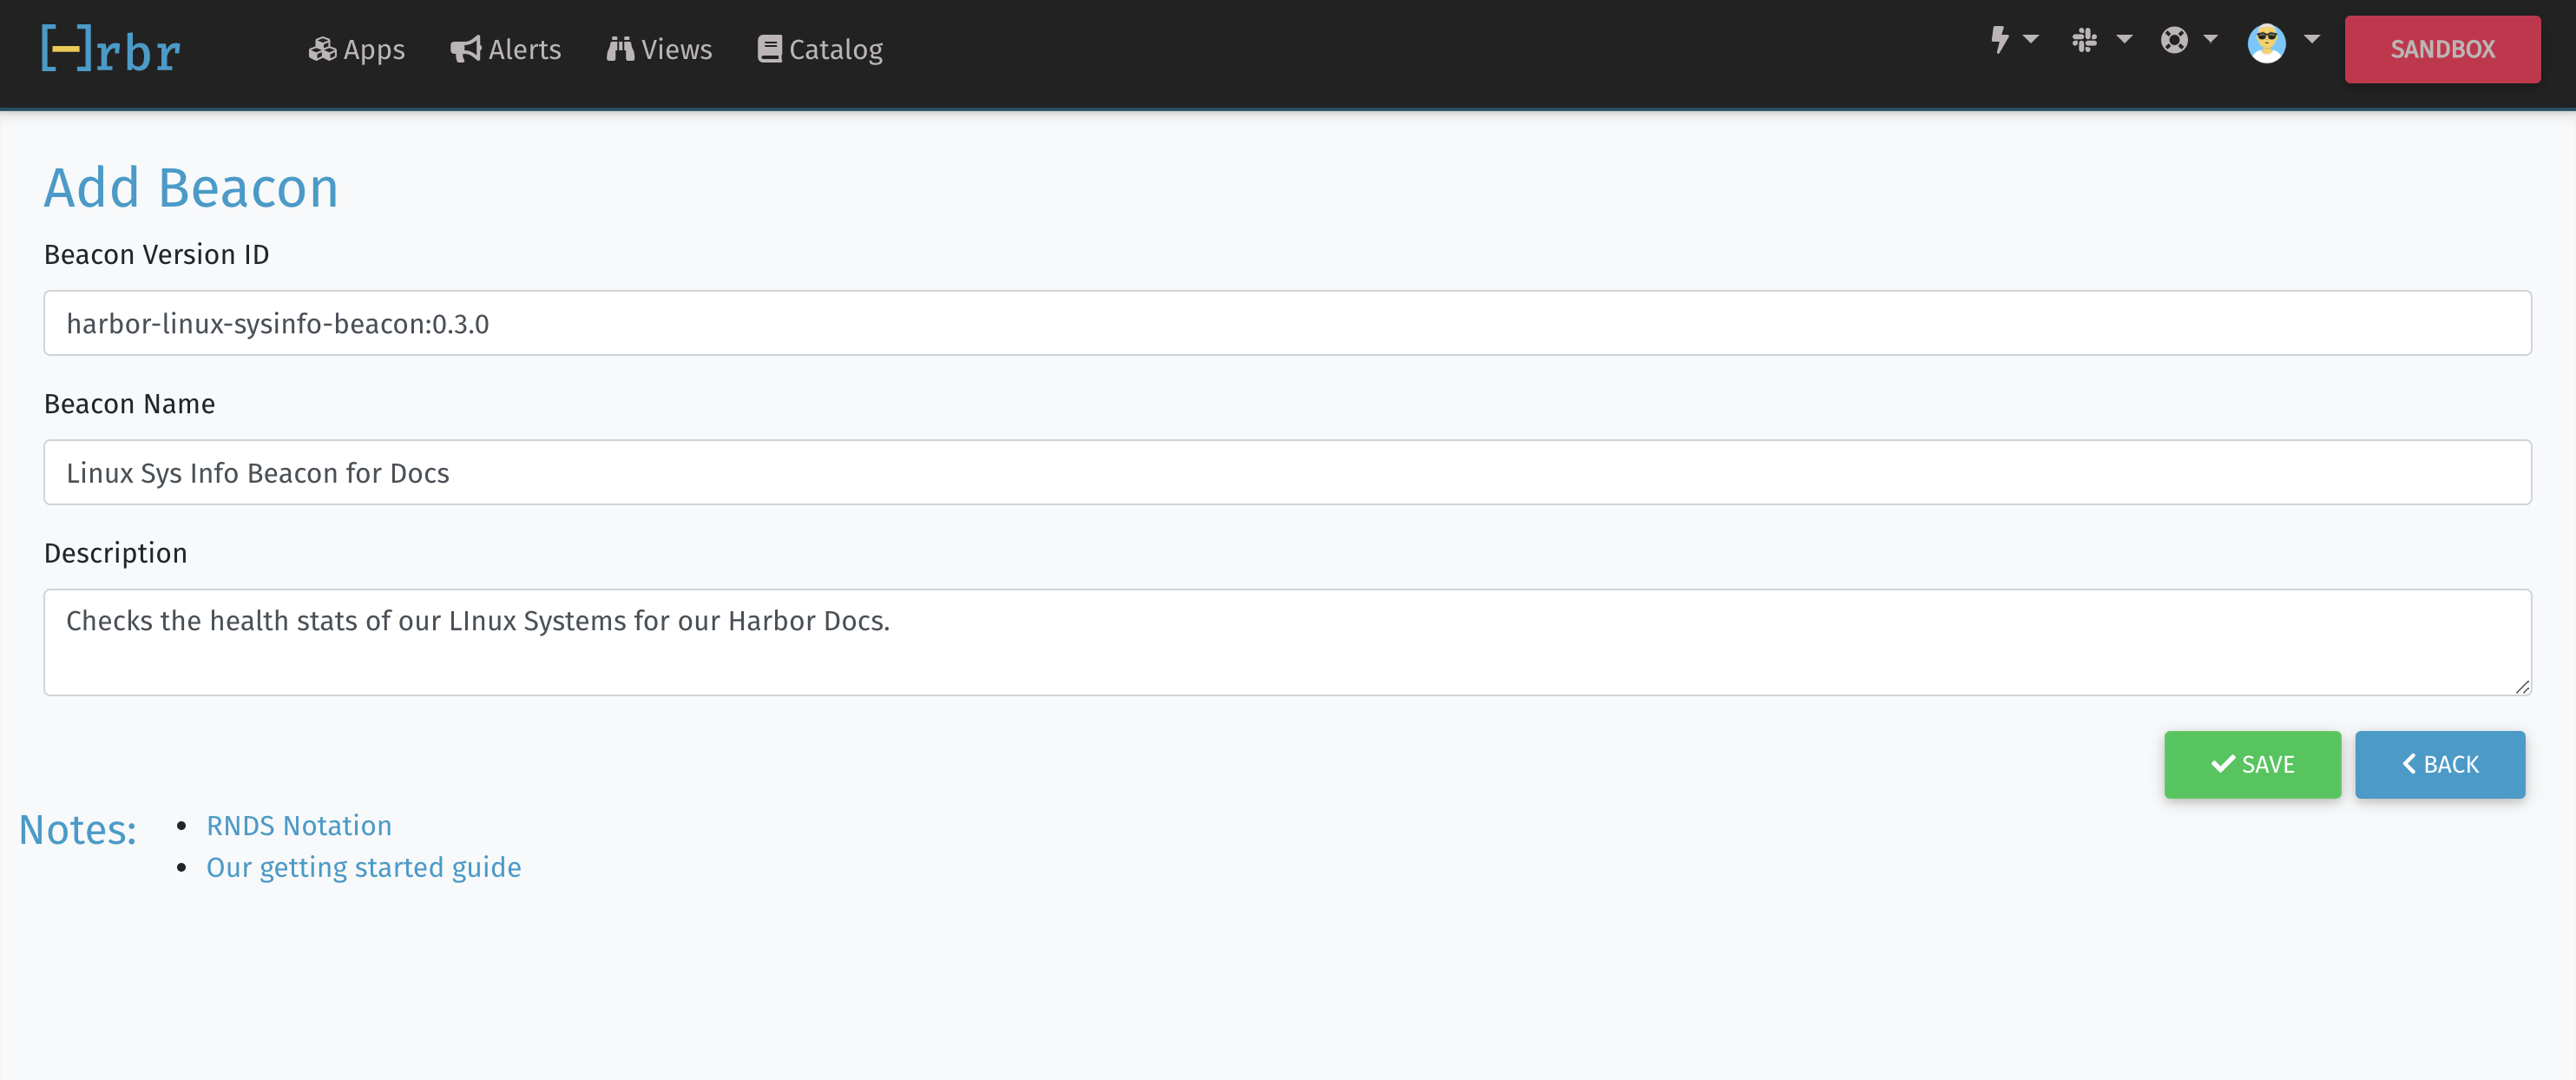 [-]rbr Apps Alerts Views Catalog SANDBOX
Add Beacon
Beacon Version ID
harbor-linux-sysinfo-beacon:0.3.0
Beacon Name
Linux Sys Info Beacon for Docs
Description
Checks the health stats of our LInux Systems for our Harbor Docs.
SAVE BACK
Notes:
RNDS Notation
Our getting started guide